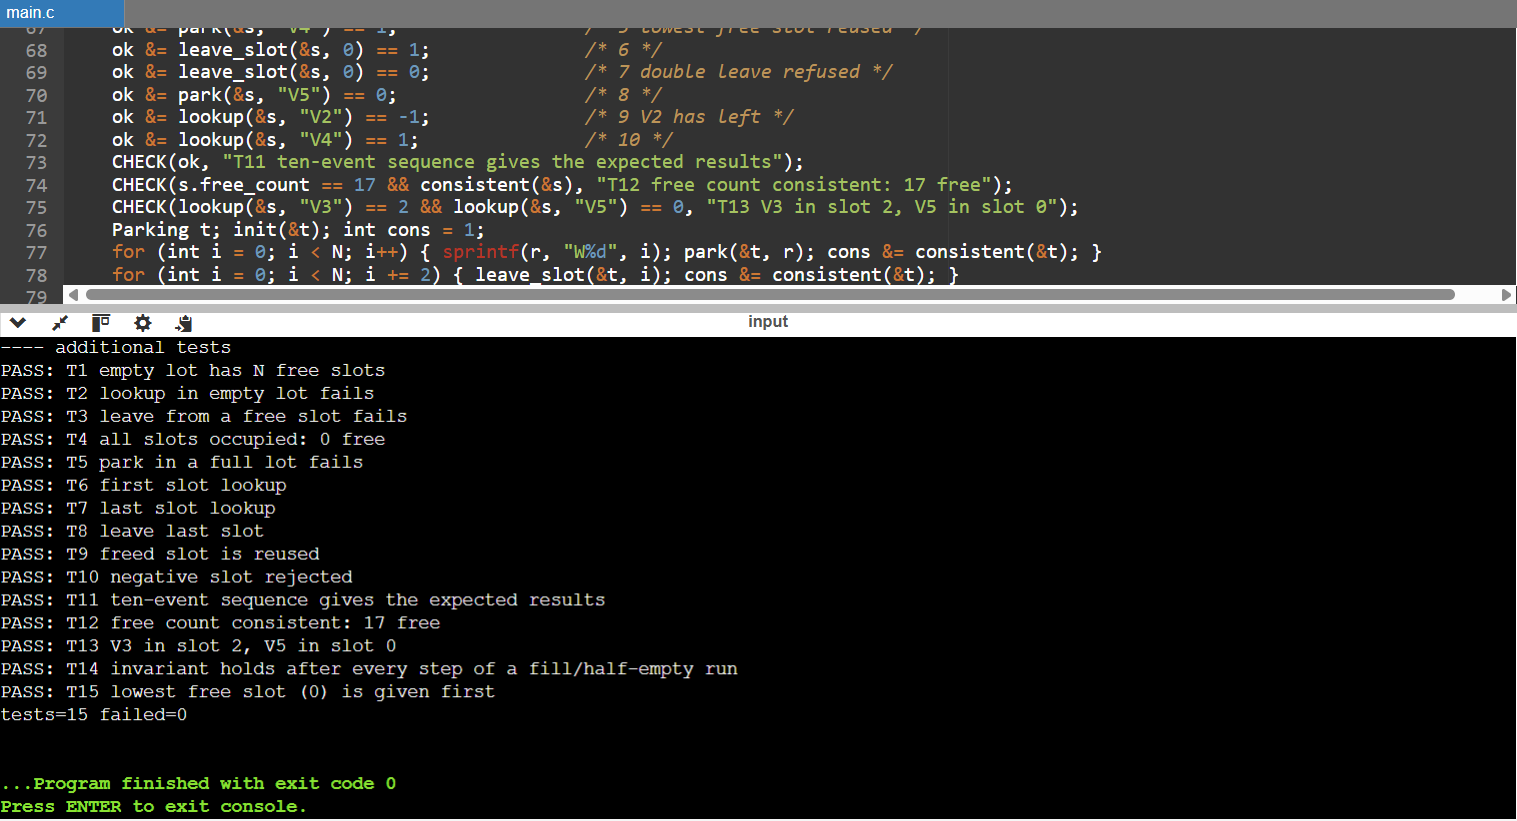 main.c
67 ok &= park(&s, "V4") == 1; /* 5 lowest free slot reused */
68 ok &= leave_slot(&s, 0) == 1; /* 6 */
69 ok &= leave_slot(&s, 0) == 0; /* 7 double leave refused */
70 ok &= park(&s, "V5") == 0; /* 8 */
71 ok &= lookup(&s, "V2") == -1; /* 9 V2 has left */
72 ok &= lookup(&s, "V4") == 1; /* 10 */
73 CHECK(ok, "T11 ten-event sequence gives the expected results");
74 CHECK(s.free_count == 17 && consistent(&s), "T12 free count consistent: 17 free");
75 CHECK(lookup(&s, "V3") == 2 && lookup(&s, "V5") == 0, "T13 V3 in slot 2, V5 in slot 0");
76 Parking t; init(&t); int cons = 1;
77 for (int i = 0; i < N; i++) { sprintf(r, "W%d", i); park(&t, r); cons &= consistent(&t); }
78 for (int i = 0; i < N; i += 2) { leave_slot(&t, i); cons &= consistent(&t); }
79
input
---- additional tests
PASS: T1 empty lot has N free slots
PASS: T2 lookup in empty lot fails
PASS: T3 leave from a free slot fails
PASS: T4 all slots occupied: 0 free
PASS: T5 park in a full lot fails
PASS: T6 first slot lookup
PASS: T7 last slot lookup
PASS: T8 leave last slot
PASS: T9 freed slot is reused
PASS: T10 negative slot rejected
PASS: T11 ten-event sequence gives the expected results
PASS: T12 free count consistent: 17 free
PASS: T13 V3 in slot 2, V5 in slot 0
PASS: T14 invariant holds after every step of a fill/half-empty run
PASS: T15 lowest free slot (0) is given first
tests=15 failed=0
...Program finished with exit code 0
Press ENTER to exit console.